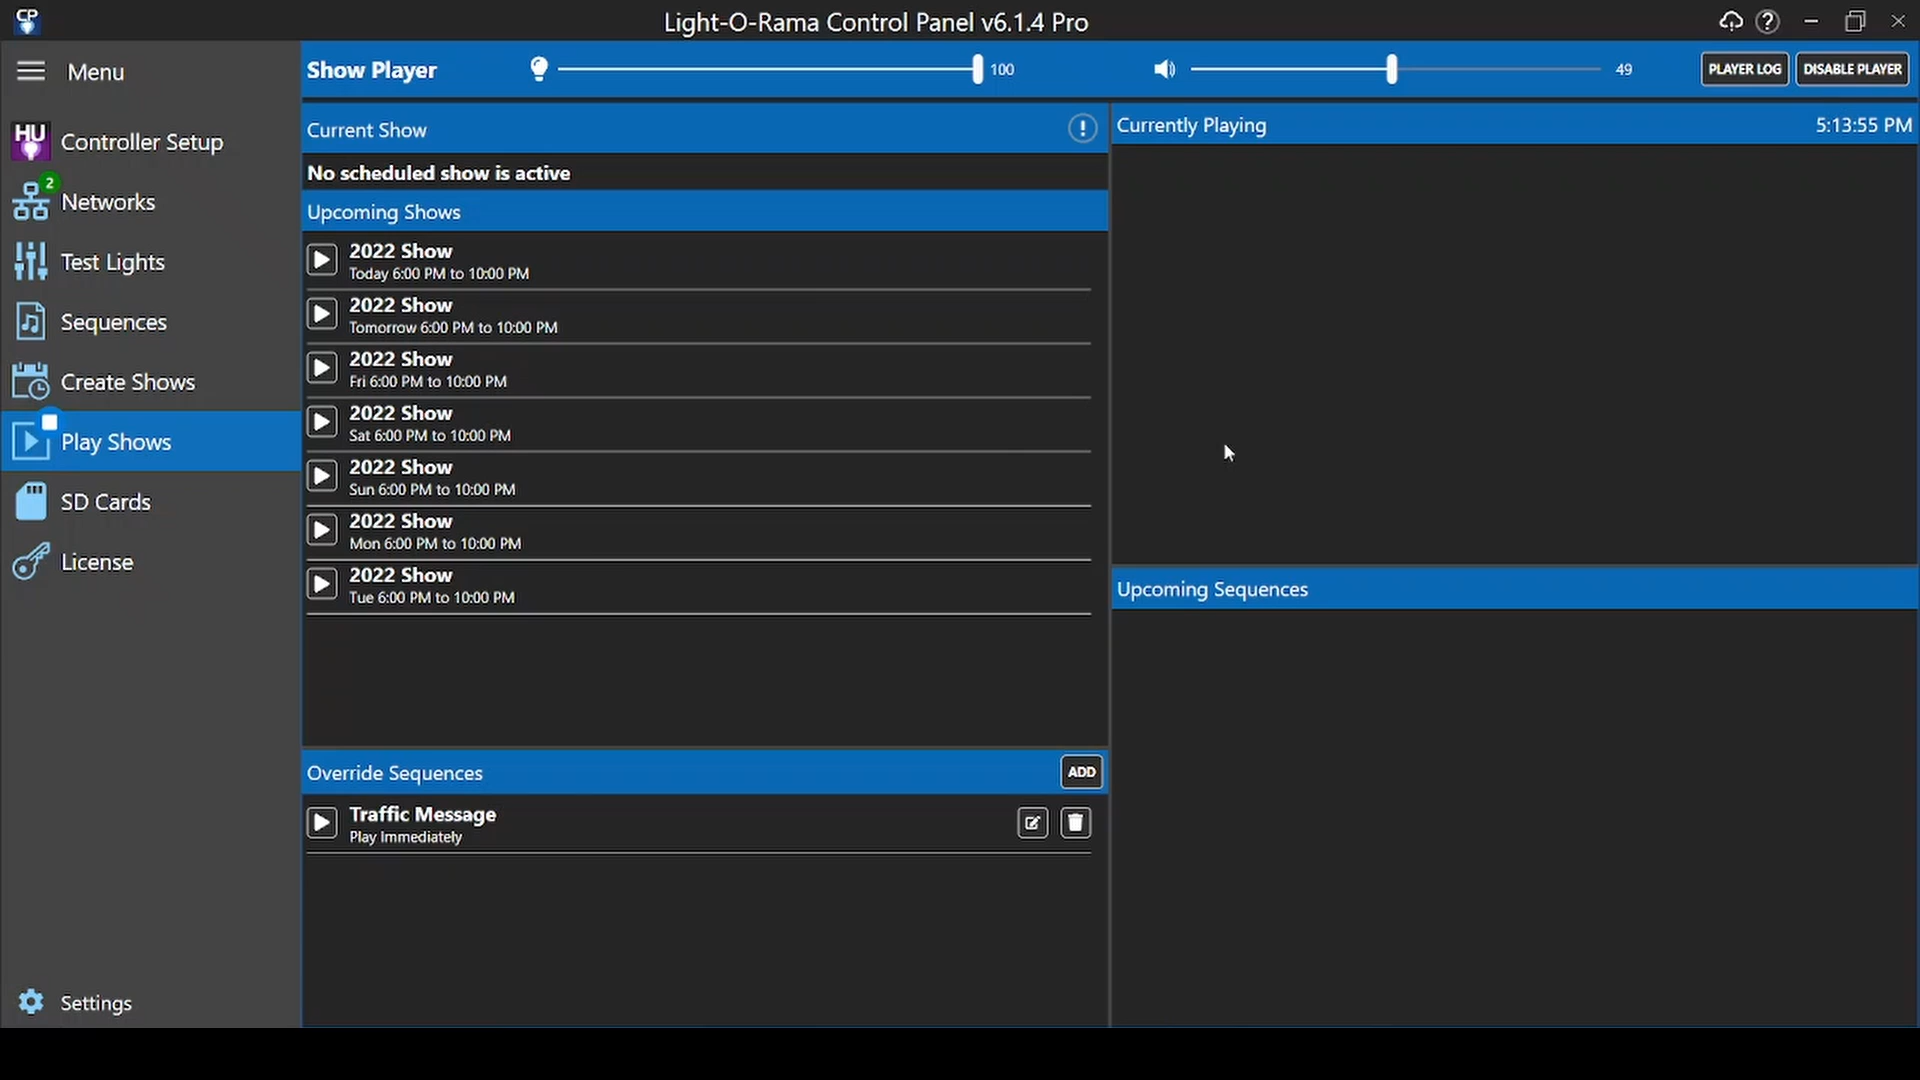 CP
Light-O-Rama Control Panel v6.1.4 Pro
Menu
Show Player
100
49
PLAYER LOG
DISABLE PLAYER
HU
Controller Setup
2
Networks
Test Lights
Sequences
Create Shows
Play Shows
SD Cards
License
Settings
Current Show
No scheduled show is active
Upcoming Shows
2022 Show
Today 6:00 PM to 10:00 PM
2022 Show
Tomorrow 6:00 PM to 10:00 PM
2022 Show
Fri 6:00 PM to 10:00 PM
2022 Show
Sat 6:00 PM to 10:00 PM
2022 Show
Sun 6:00 PM to 10:00 PM
2022 Show
Mon 6:00 PM to 10:00 PM
2022 Show
Tue 6:00 PM to 10:00 PM
Override Sequences
ADD
Traffic Message
Play Immediately
Currently Playing
5:13:55 PM
Upcoming Sequences